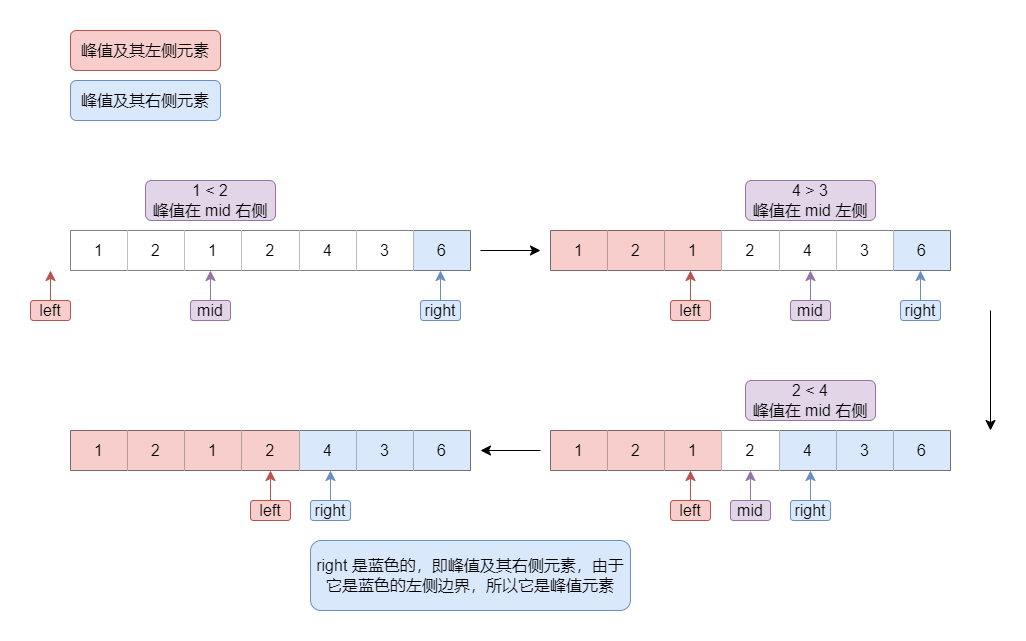 峰值及其左侧元素
峰值及其右侧元素
1 < 2
峰值在 mid 右侧
1 2 1 2 4 3 6
left mid right
4 > 3
峰值在 mid 左侧
1 2 1 2 4 3 6
left mid right
2 < 4
峰值在 mid 右侧
1 2 1 2 4 3 6
left mid right
1 2 1 2 4 3 6
left right
right 是蓝色的，即峰值及其右侧元素，由于
它是蓝色的左侧边界，所以它是峰值元素